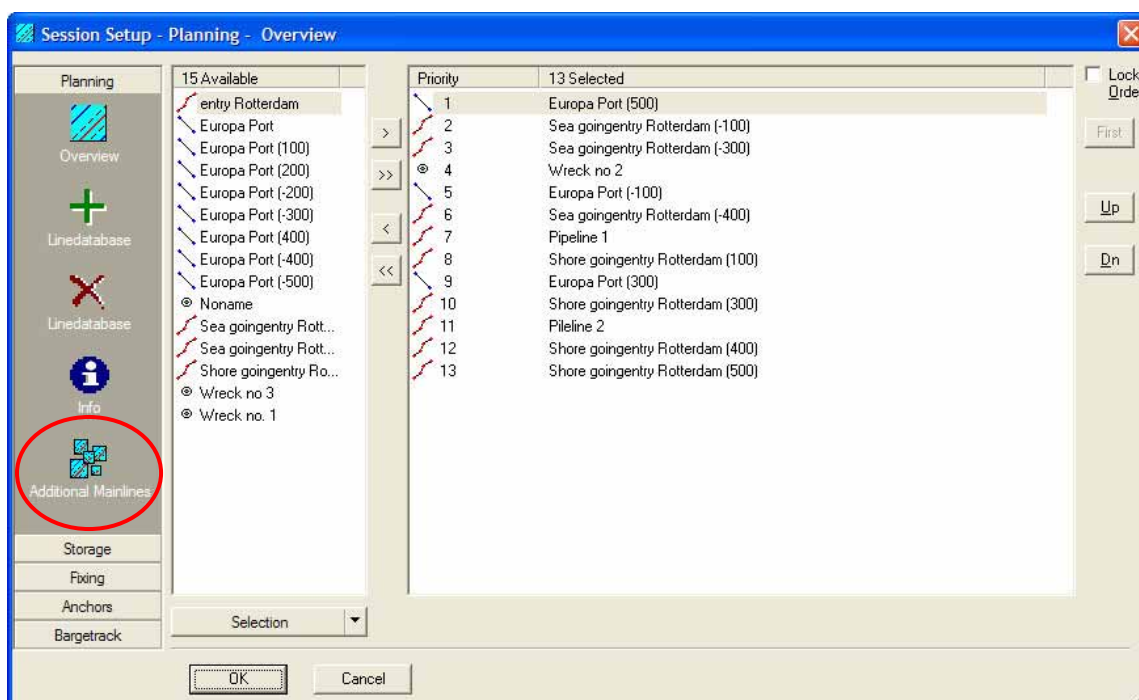 Session Setup - Planning - Overview
Planning
Overview
Linedatabase
Linedatabase
Info
Additional Mainlines
Storage
Fixing
Anchors
Bargetrack
15 Available
entry Rotterdam
Europa Port
Europa Port (100)
Europa Port (200)
Europa Port (-200)
Europa Port (-300)
Europa Port (400)
Europa Port (-400)
Europa Port (-500)
Noname
Sea goingentry Rott...
Sea goingentry Rott...
Shore goingentry Ro...
Wreck no 3
Wreck no. 1
Selection
>
>>
<
<<
Priority 13 Selected
1 Europa Port (500)
2 Sea goingentry Rotterdam (-100)
3 Sea goingentry Rotterdam (-300)
4 Wreck no 2
5 Europa Port (-100)
6 Sea goingentry Rotterdam (-400)
7 Pipeline 1
8 Shore goingentry Rotterdam (100)
9 Europa Port (300)
10 Shore goingentry Rotterdam (300)
11 Pileline 2
12 Shore goingentry Rotterdam (400)
13 Shore goingentry Rotterdam (500)
Lock
Orde
First
Up
Dn
OK
Cancel